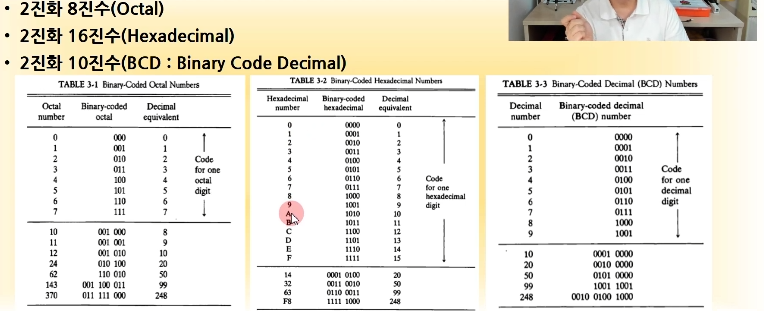 • 2진화 8진수(Octal)
• 2진화 16진수(Hexadecimal)
• 2진화 10진수(BCD : Binary Code Decimal)
TABLE 3-1 Binary-Coded Octal Numbers
Octal number Binary-coded octal Decimal equivalent
0 000 0
1 001 1
2 010 2 Code
3 011 3 for one
4 100 4 octal
5 101 5 digit
6 110 6
7 111 7
10 001 000 8
11 001 001 9
12 001 010 10
24 010 100 20
62 110 010 50
143 001 100 011 99
370 011 111 000 248
TABLE 3-2 Binary-Coded Hexadecimal Numbers
Hexadecimal number Binary-coded hexadecimal Decimal equivalent
0 0000 0
1 0001 1
2 0010 2
3 0011 3
4 0100 4
5 0101 5
6 0110 6 Code
7 0111 7 for one
8 1000 8 hexadecimal
9 1001 9 digit
A 1010 10
B 1011 11
C 1100 12
D 1101 13
E 1110 14
F 1111 15
14 0001 0100 20
32 0011 0010 50
63 0110 0011 99
F8 1111 1000 248
TABLE 3-3 Binary-Coded Decimal (BCD) Numbers
Decimal number Binary-coded decimal (BCD) number
0 0000
1 0001
2 0010
3 0011 Code
4 0100 for one
5 0101 decimal
6 0110 digit
7 0111
8 1000
9 1001
10 0001 0000
20 0010 0000
50 0101 0000
99 1001 1001
248 0010 0100 1000